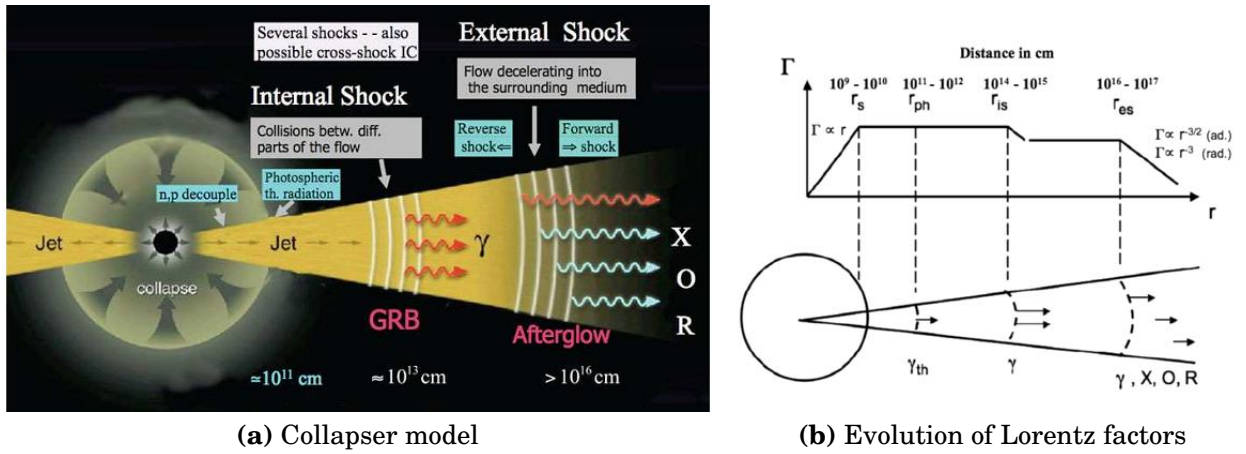 Several shocks - - also
possible cross-shock IC
External Shock
Flow decelerating into
the surrounding medium
Internal Shock
Collisions betw. diff.
parts of the flow
Reverse
shock⇐
Forward
⇒ shock
n,p decouple
Photospheric
th. radiation
Jet
Jet
collapse
γ
X
O
R
GRB
Afterglow
≃10¹¹ cm
≈ 10¹³ cm
> 10¹⁶ cm
(a) Collapser model
Distance in cm
Γ
10⁹ - 10¹⁰
10¹¹ - 10¹²
10¹⁴ - 10¹⁵
10¹⁶ - 10¹⁷
r_s
r_ph
r_is
r_es
Γ ∝ r
Γ∝ r^-3/2 (ad.)
Γ∝ r^-3 (rad.)
r
γ_th
γ
γ , X, O, R
(b) Evolution of Lorentz factors